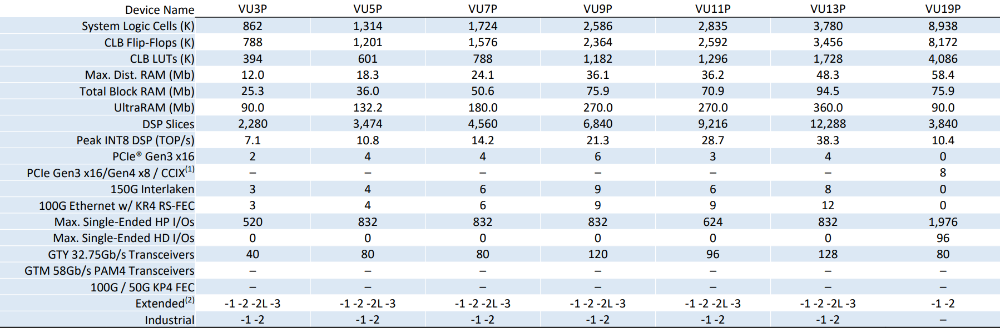 Device Name VU3P VU5P VU7P VU9P VU11P VU13P VU19P
System Logic Cells (K) 862 1,314 1,724 2,586 2,835 3,780 8,938
CLB Flip-Flops (K) 788 1,201 1,576 2,364 2,592 3,456 8,172
CLB LUTs (K) 394 601 788 1,182 1,296 1,728 4,086
Max. Dist. RAM (Mb) 12.0 18.3 24.1 36.1 36.2 48.3 58.4
Total Block RAM (Mb) 25.3 36.0 50.6 75.9 70.9 94.5 75.9
UltraRAM (Mb) 90.0 132.2 180.0 270.0 270.0 360.0 90.0
DSP Slices 2,280 3,474 4,560 6,840 9,216 12,288 3,840
Peak INT8 DSP (TOP/s) 7.1 10.8 14.2 21.3 28.7 38.3 10.4
PCIe® Gen3 x16 2 4 4 6 3 4 0
PCIe Gen3 x16/Gen4 x8 / CCIX(1) – – – – – – 8
150G Interlaken 3 4 6 9 6 8 0
100G Ethernet w/ KR4 RS-FEC 3 4 6 9 9 12 0
Max. Single-Ended HP I/Os 520 832 832 832 624 832 1,976
Max. Single-Ended HD I/Os 0 0 0 0 0 0 96
GTY 32.75Gb/s Transceivers 40 80 80 120 96 128 80
GTM 58Gb/s PAM4 Transceivers – – – – – – –
100G / 50G KP4 FEC – – – – – – –
Extended(2) -1 -2 -2L -3 -1 -2 -2L -3 -1 -2 -2L -3 -1 -2 -2L -3 -1 -2 -2L -3 -1 -2 -2L -3 -1 -2
Industrial -1 -2 -1 -2 -1 -2 -1 -2 -1 -2 -1 -2 –